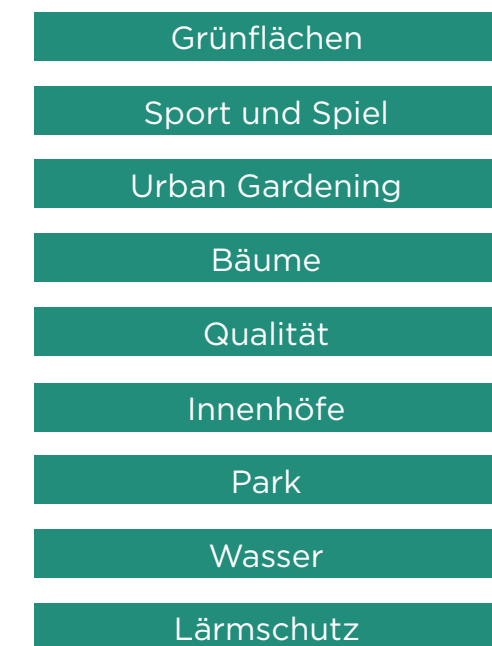 Grünflächen
Sport und Spiel
Urban Gardening
Bäume
Qualität
Innenhöfe
Park
Wasser
Lärmschutz